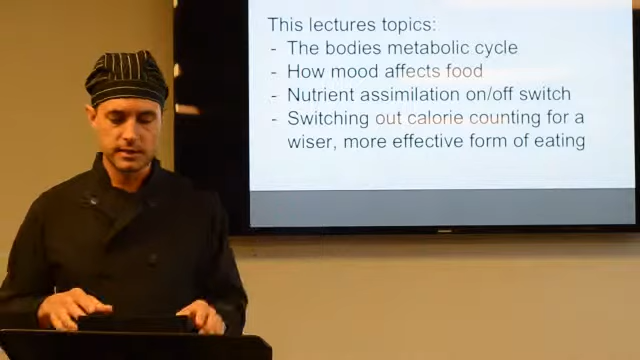 This lectures topics:
- The bodies metabolic cycle
- How mood affects food
- Nutrient assimilation on/off switch
- Switching out calorie counting for a
wiser, more effective form of eating